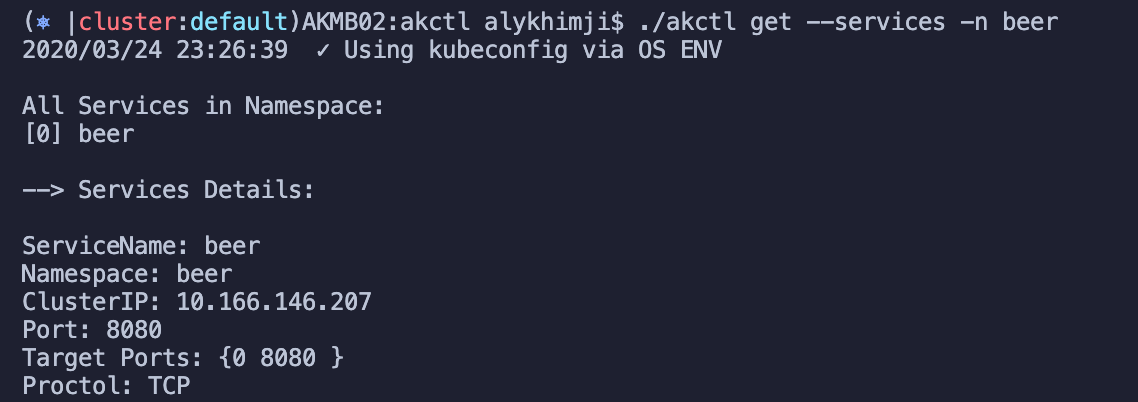 (⎈ |cluster:default)AKMB02:akctl alykhimji$ ./akctl get --services -n beer
2020/03/24 23:26:39  ✓ Using kubeconfig via OS ENV
All Services in Namespace:
[0] beer
--> Services Details:
ServiceName: beer
Namespace: beer
ClusterIP: 10.166.146.207
Port: 8080
Target Ports: {0 8080 }
Proctol: TCP